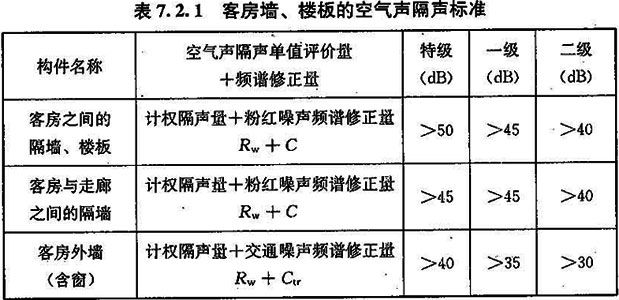 表7.2.1 客房墙、楼板的空气声隔声标准
构件名称
空气声隔声单值评价量
+频谱修正量
特级
(dB)
一级
(dB)
二级
(dB)
客房之间的
隔墙、楼板
计权隔声量+粉红噪声频谱修正量
Rw + C
>50
>45
>40
客房与走廊
之间的隔墙
计权隔声量+粉红噪声频谱修正量
Rw + C
>45
>45
>40
客房外墙
(含窗)
计权隔声量+交通噪声频谱修正量
Rw + Ctr
>40
>35
>30